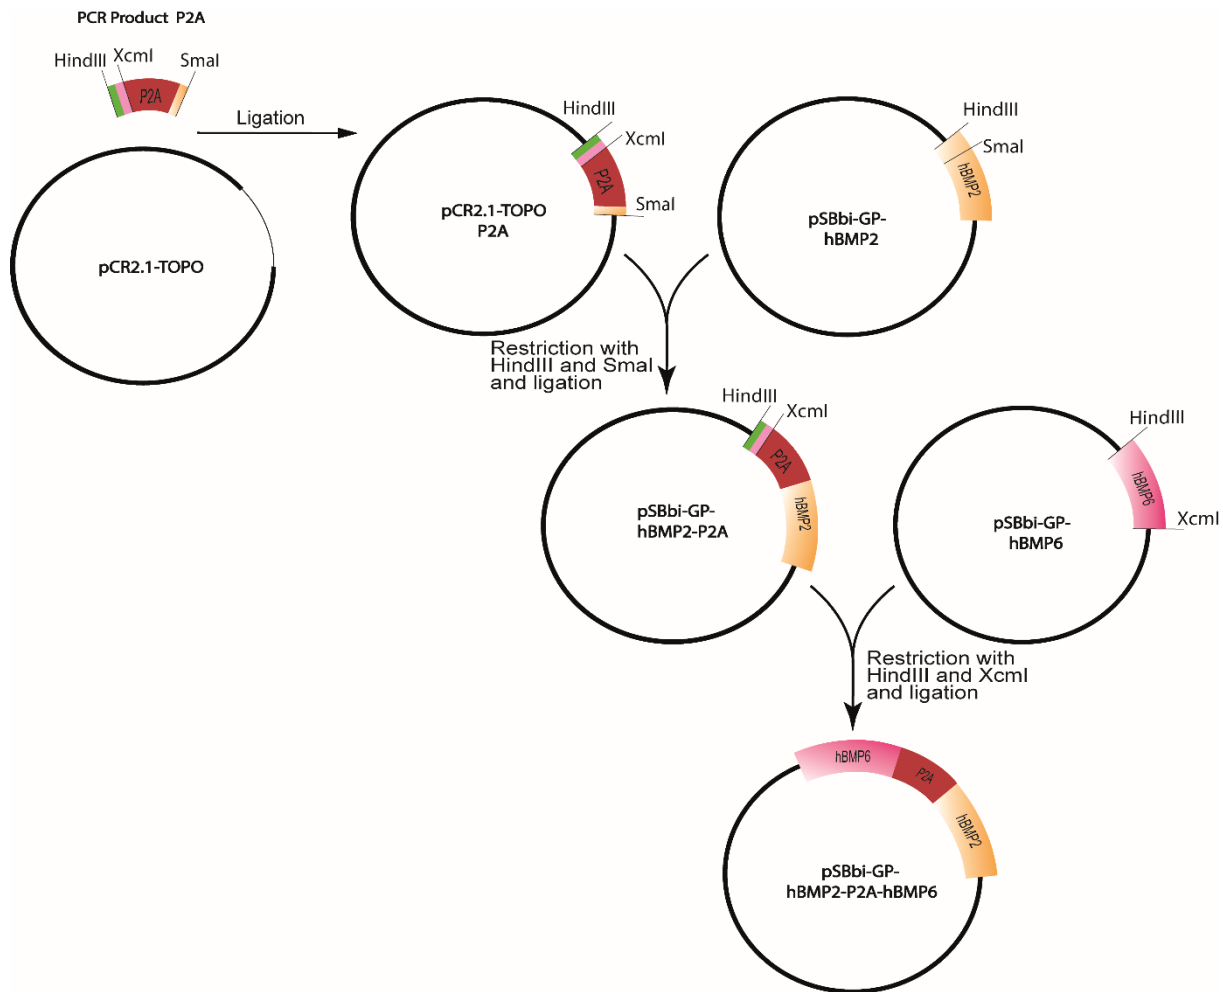 PCR Product P2A
HindIII
XcmI
SmaI
P2A
Ligation
pCR2.1-TOPO
HindIII
XcmI
P2A
SmaI
pCR2.1-TOPO
P2A
HindIII
SmaI
hBMP2
pSBbi-GP-
hBMP2
Restriction with
HindIII and SmaI
and ligation
HindIII
XcmI
P2A
hBMP2
pSBbi-GP-
hBMP2-P2A
HindIII
hBMP6
XcmI
pSBbi-GP-
hBMP6
Restriction with
HindIII and XcmI
and ligation
hBMP6
P2A
hBMP2
pSBbi-GP-
hBMP2-P2A-hBMP6